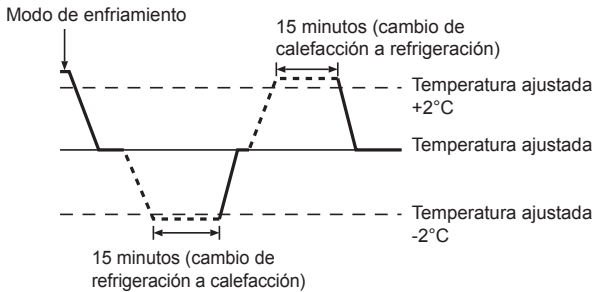 Modo de enfriamiento
15 minutos (cambio de
calefacción a refrigeración)
Temperatura ajustada
+2°C
Temperatura ajustada
Temperatura ajustada
-2°C
15 minutos (cambio de
refrigeración a calefacción)